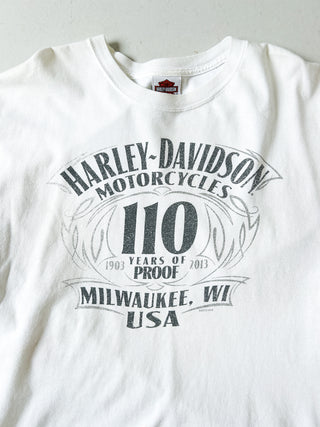 HARLEY-DAVIDSON
MOTORCYCLES
110
YEARS OF
1903 PROOF 2013
MILWAUKEE, WI
USA